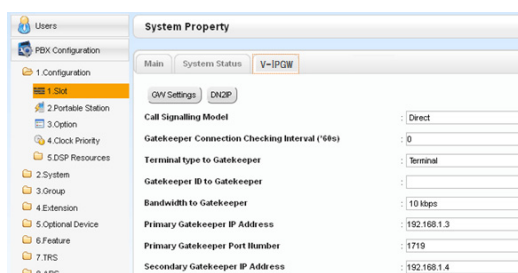 Users
PBX Configuration
1.Configuration
1.Slot
2.Portable Station
3.Option
4.Clock Priority
5.DSP Resources
2.System
3.Group
4.Extension
5.Optional Device
6.Feature
7.TRS
System Property
Main System Status V-IPGW
GW Settings DN2IP
Call Signalling Model : Direct
Gatekeeper Connection Checking Interval (*60s) : 0
Terminal type to Gatekeeper : Terminal
Gatekeeper ID to Gatekeeper :
Bandwidth to Gatekeeper : 10 kbps
Primary Gatekeeper IP Address : 192.168.1.3
Primary Gatekeeper Port Number : 1719
Secondary Gatekeeper IP Address : 192.168.1.4